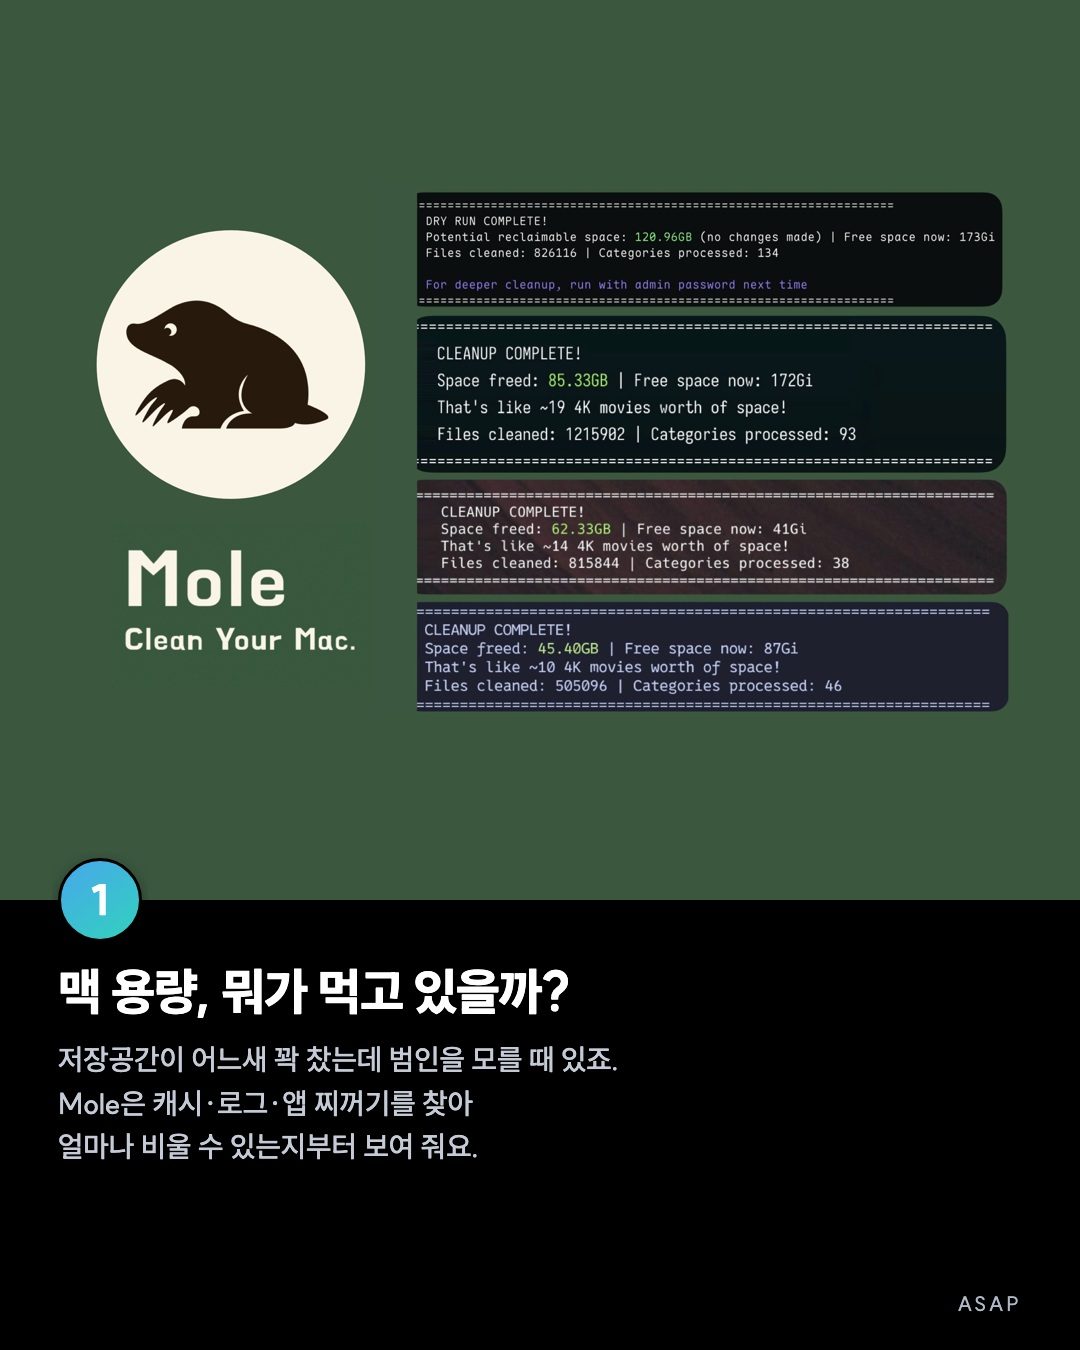 Mole
Clean Your Mac.
======================================================================
DRY RUN COMPLETE!
Potential reclaimable space: 120.96GB (no changes made) | Free space now: 173Gi
Files cleaned: 826116 | Categories processed: 134
For deeper cleanup, run with admin password next time
======================================================================
======================================================================
CLEANUP COMPLETE!
Space freed: 85.33GB | Free space now: 172Gi
That's like ~19 4K movies worth of space!
Files cleaned: 1215902 | Categories processed: 93
======================================================================
======================================================================
CLEANUP COMPLETE!
Space freed: 62.33GB | Free space now: 41Gi
That's like ~14 4K movies worth of space!
Files cleaned: 815844 | Categories processed: 38
======================================================================
======================================================================
CLEANUP COMPLETE!
Space freed: 45.40GB | Free space now: 87Gi
That's like ~10 4K movies worth of space!
Files cleaned: 505096 | Categories processed: 46
======================================================================
1
맥 용량, 뭐가 먹고 있을까?
저장공간이 어느새 꽉 찼는데 범인을 모를 때 있죠.
Mole은 캐시·로그·앱 찌꺼기를 찾아
얼마나 비울 수 있는지부터 보여 줘요.
ASAP